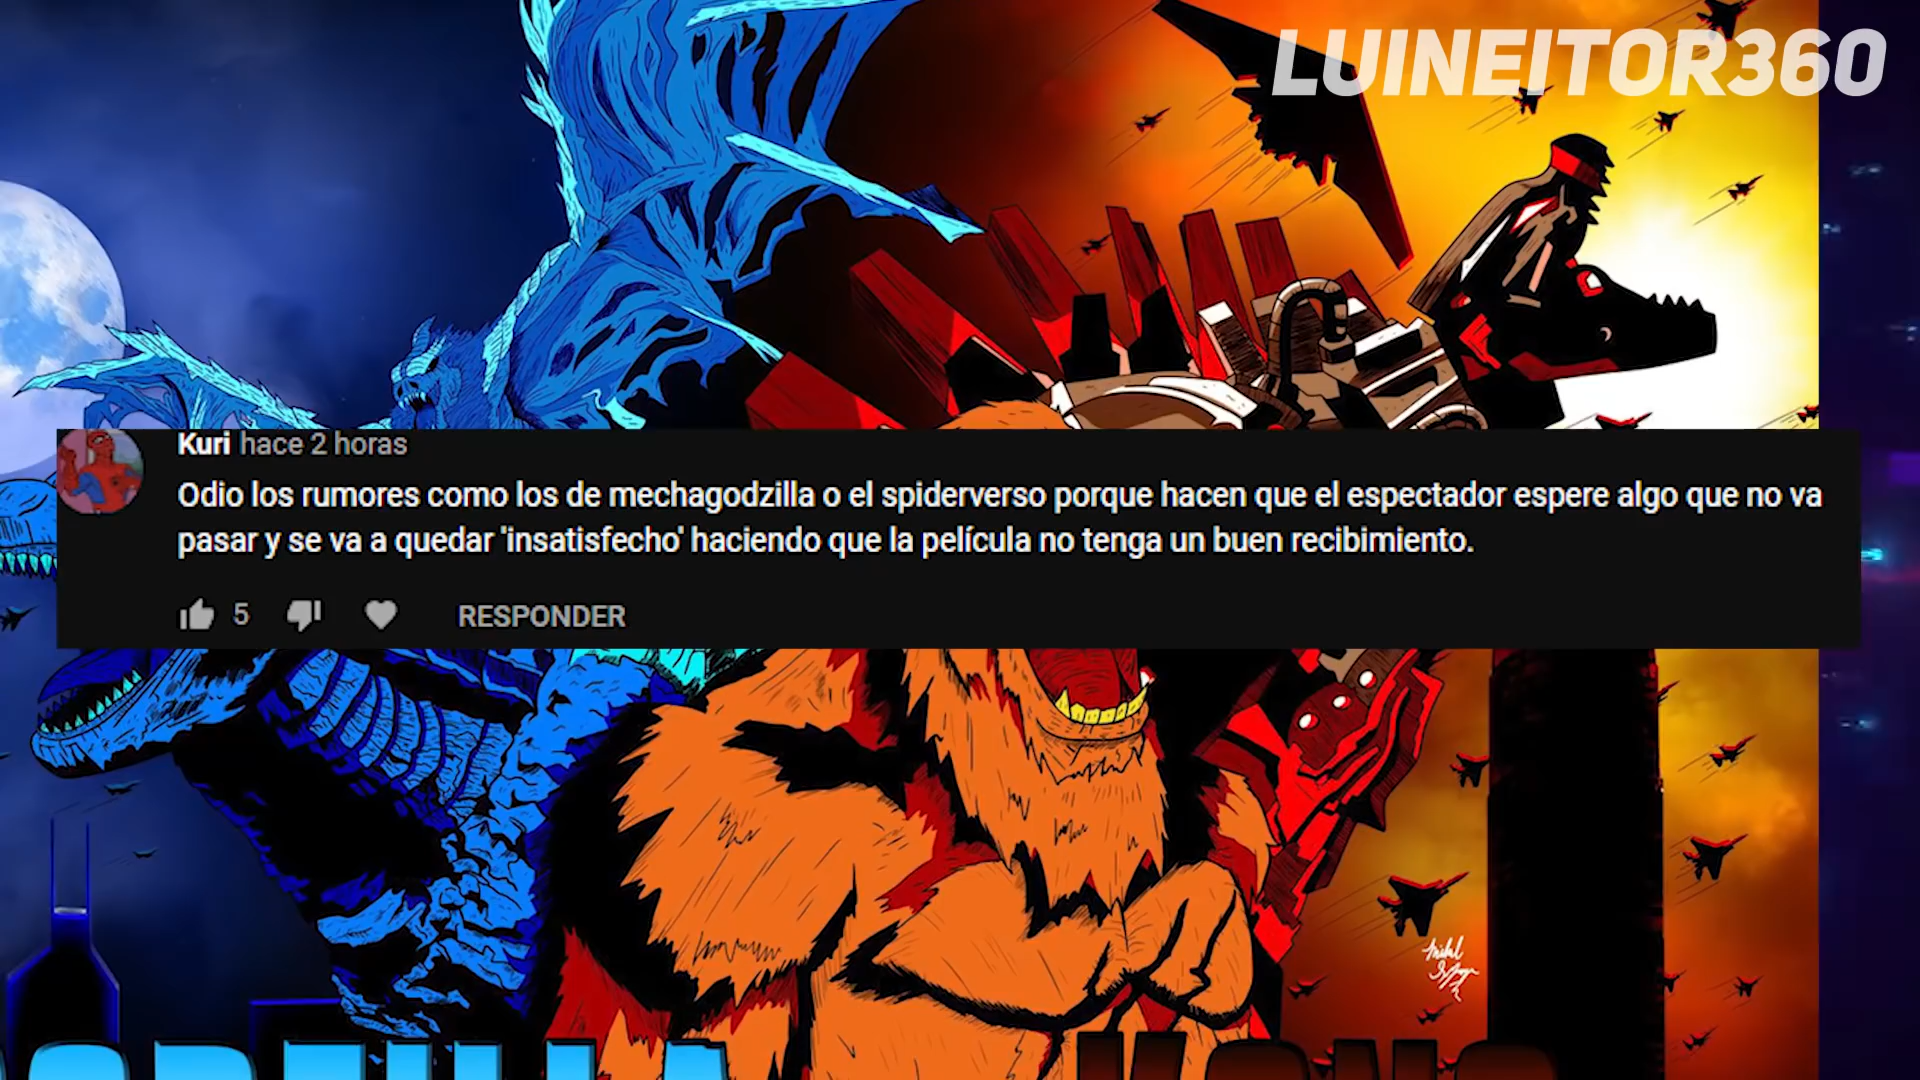 LUINEITOR360
Kuri hace 2 horas
Odio los rumores como los de mechagodzilla o el spiderverso porque hacen que el espectador espere algo que no va
pasar y se va a quedar 'insatisfecho' haciendo que la película no tenga un buen recibimiento.
5 RESPONDER